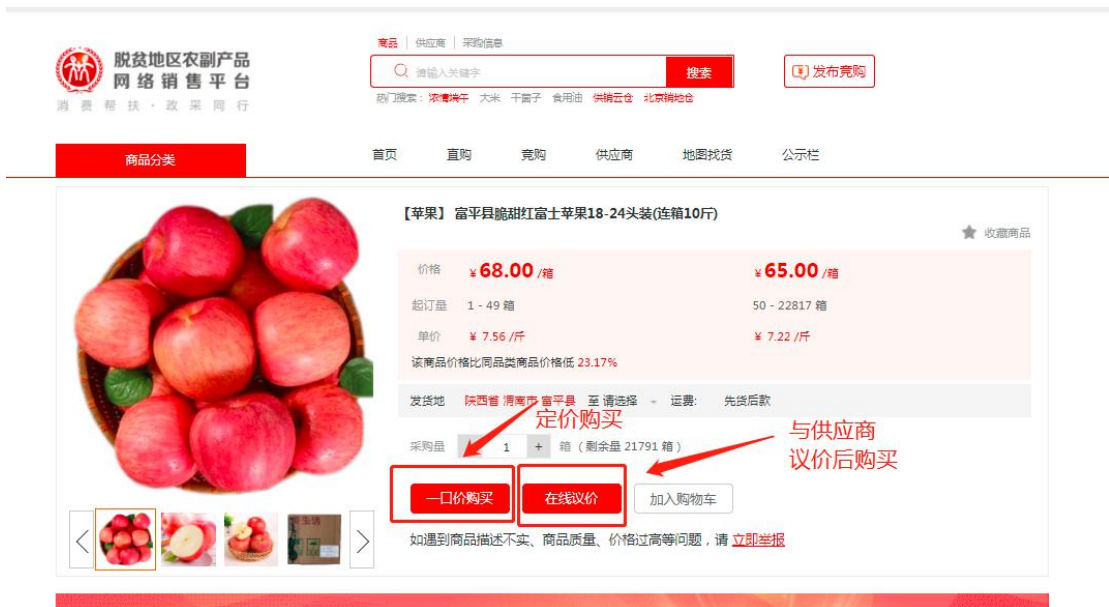 商品 | 供应商 | 采购信息
脱贫地区农副产品
网络销售平台
消费帮扶·政采同行
请输入关键字
搜索
发布竞购
热门搜索：浓情端午 大米 干菌子 食用油 供销云仓 北京销地仓
商品分类
首页 直购 竞购 供应商 地图找货 公示栏
【苹果】富平县脆甜红富士苹果18-24头装(连箱10斤)
收藏商品
价格 ¥68.00 /箱 ¥65.00 /箱
起订量 1 - 49 箱 50 - 22817 箱
单价 ¥ 7.56 /斤 ¥ 7.22 /斤
该商品价格比同品类商品价格低 23.17%
发货地 陕西省 渭南市 富平县 至 请选择 运费: 先货后款
定价购买
与供应商
议价后购买
采购量 1 + 箱（剩余量 21791 箱）
一口价购买 在线议价 加入购物车
如遇到商品描述不实、商品质量、价格过高等问题，请 立即举报